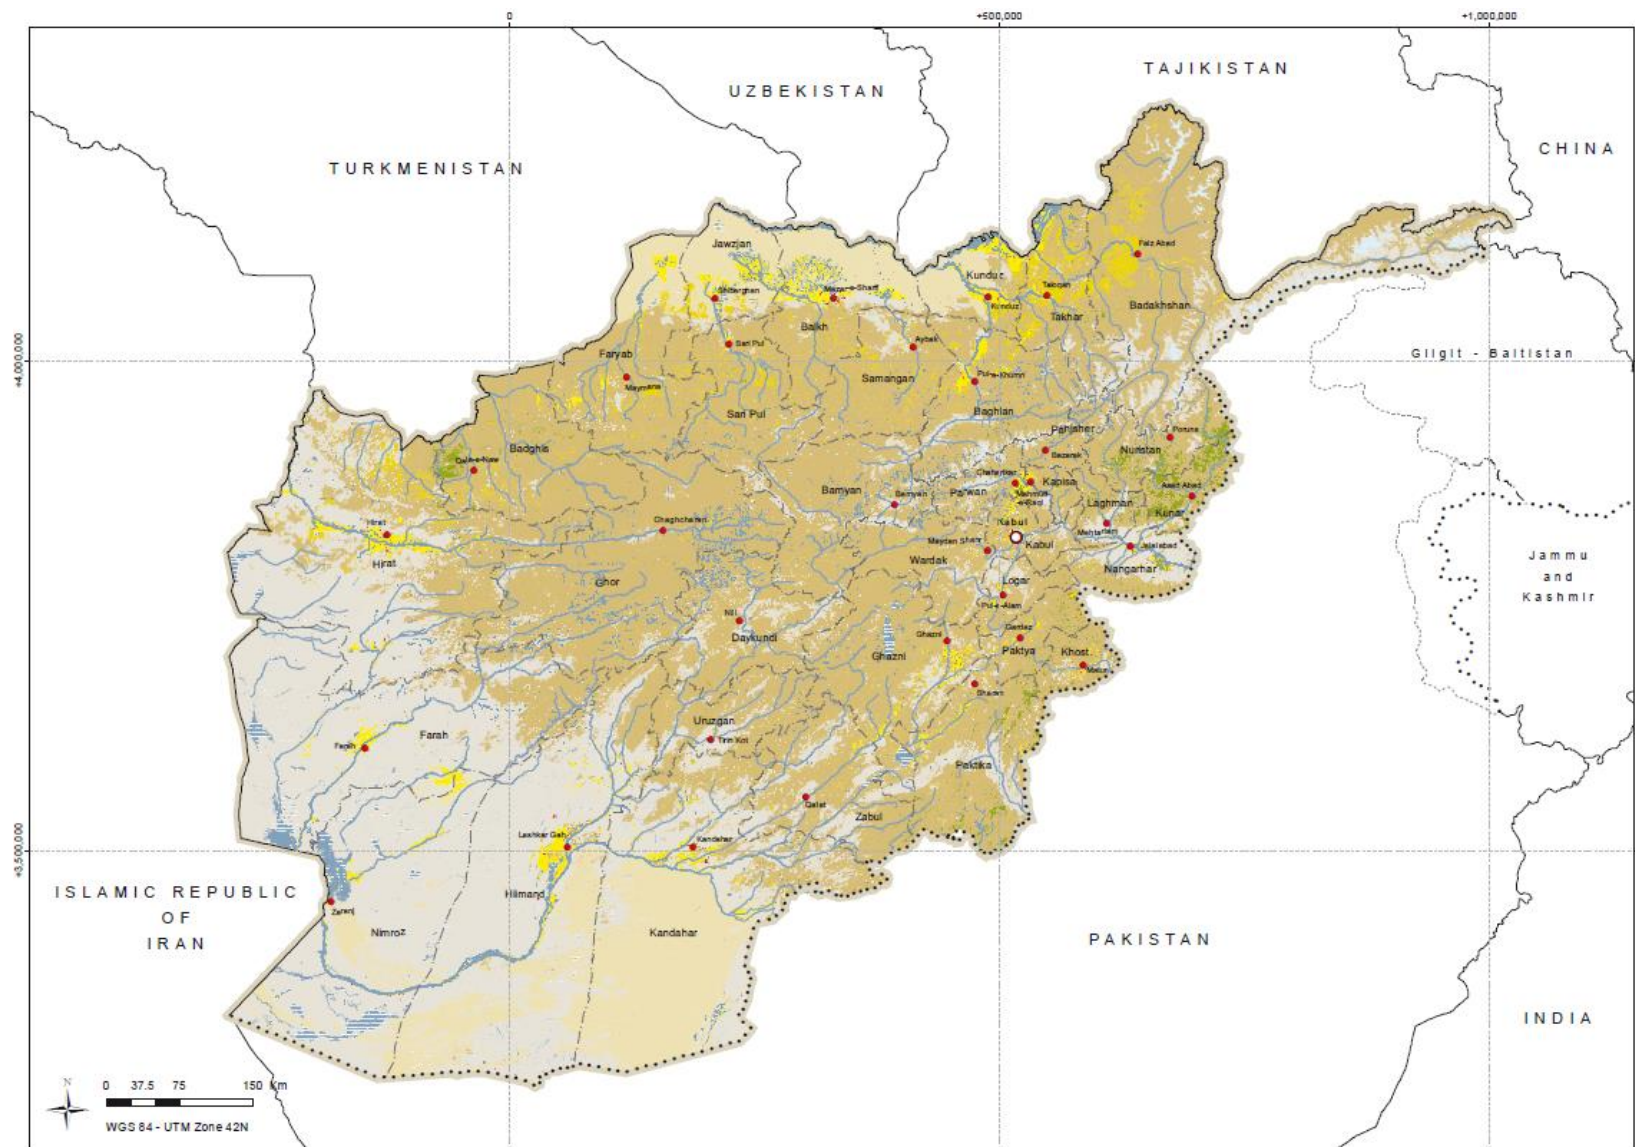 0
+500,000
+1,000,000
TAJIKISTAN
UZBEKISTAN
CHINA
TURKMENISTAN
Jawzjan
Faiz Abad
Kunduz
Shiberghan
Mazar-e-Sharif
Taloqan
Kunduz
Badakhshan
Takhar
Balkh
Sari Pul
Aybak
Faryab
Gilgit - Baltistan
+4,000,000
Samangan
Pul-e-Khumri
Maymana
Baghlan
Sari Pul
Panjsher
Poruns
Badghis
Nuristan
Bazarak
Qala-e-Naw
Charikar
Kapisa
Asad Abad
Bamyan
Bamyan
Parwan
Mahmud
-e-Raqi
Laghman
Kunar
Hirat
Chaghcharan
Kabul
Mehtarlam
Maydan Shahr
Kabul
Jalalabad
Hirat
Wardak
Jammu
and
Kashmir
Nangarhar
Ghor
Logar
Pul-e-Alam
Nili
Daykundi
Gardez
Ghazni
Paktya
Khost
Ghazni
Matun
Sharan
Uruzgan
Farah
Tirin Kot
Farah
Paktika
Qalat
Zabul
Lashkar Gah
Kandahar
+3,500,000
ISLAMIC REPUBLIC
OF
IRAN
Hilmand
Zaranj
Nimroz
Kandahar
PAKISTAN
INDIA
N
0 37.5 75 150 Km
WGS 84 - UTM Zone 42N